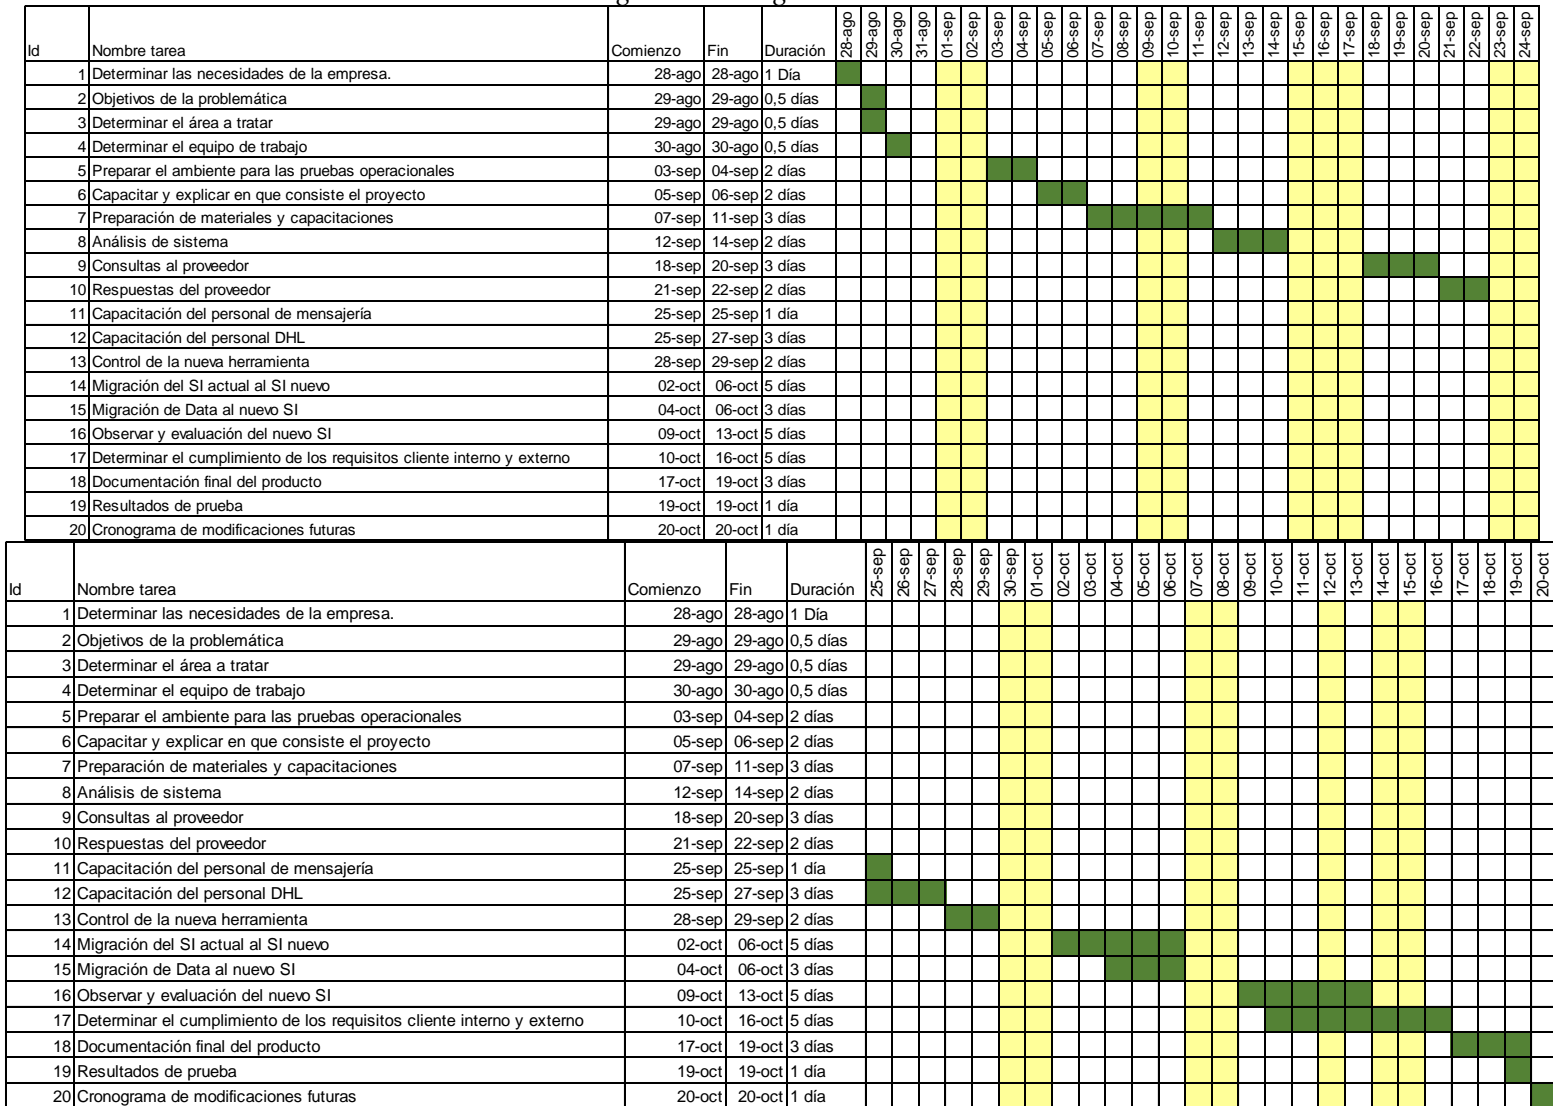 Id Nombre tarea Comienzo Fin Duración 28-ago 29-ago 30-ago 31-ago 01-sep 02-sep 03-sep 04-sep 05-sep 06-sep 07-sep 08-sep 09-sep 10-sep 11-sep 12-sep 13-sep 14-sep 15-sep 16-sep 17-sep 18-sep 19-sep 20-sep 21-sep 22-sep 23-sep 24-sep
1 Determinar las necesidades de la empresa. 28-ago 28-ago 1 Día
2 Objetivos de la problemática 29-ago 29-ago 0,5 días
3 Determinar el área a tratar 29-ago 29-ago 0,5 días
4 Determinar el equipo de trabajo 30-ago 30-ago 0,5 días
5 Preparar el ambiente para las pruebas operacionales 03-sep 04-sep 2 días
6 Capacitar y explicar en que consiste el proyecto 05-sep 06-sep 2 días
7 Preparación de materiales y capacitaciones 07-sep 11-sep 3 días
8 Análisis de sistema 12-sep 14-sep 2 días
9 Consultas al proveedor 18-sep 20-sep 3 días
10 Respuestas del proveedor 21-sep 22-sep 2 días
11 Capacitación del personal de mensajería 25-sep 25-sep 1 día
12 Capacitación del personal DHL 25-sep 27-sep 3 días
13 Control de la nueva herramienta 28-sep 29-sep 2 días
14 Migración del SI actual al SI nuevo 02-oct 06-oct 5 días
15 Migración de Data al nuevo SI 04-oct 06-oct 3 días
16 Observar y evaluación del nuevo SI 09-oct 13-oct 5 días
17 Determinar el cumplimiento de los requisitos cliente interno y externo 10-oct 16-oct 5 días
18 Documentación final del producto 17-oct 19-oct 3 días
19 Resultados de prueba 19-oct 19-oct 1 día
20 Cronograma de modificaciones futuras 20-oct 20-oct 1 día
Id Nombre tarea Comienzo Fin Duración 25-sep 26-sep 27-sep 28-sep 29-sep 30-sep 01-oct 02-oct 03-oct 04-oct 05-oct 06-oct 07-oct 08-oct 09-oct 10-oct 11-oct 12-oct 13-oct 14-oct 15-oct 16-oct 17-oct 18-oct 19-oct 20-oct
1 Determinar las necesidades de la empresa. 28-ago 28-ago 1 Día
2 Objetivos de la problemática 29-ago 29-ago 0,5 días
3 Determinar el área a tratar 29-ago 29-ago 0,5 días
4 Determinar el equipo de trabajo 30-ago 30-ago 0,5 días
5 Preparar el ambiente para las pruebas operacionales 03-sep 04-sep 2 días
6 Capacitar y explicar en que consiste el proyecto 05-sep 06-sep 2 días
7 Preparación de materiales y capacitaciones 07-sep 11-sep 3 días
8 Análisis de sistema 12-sep 14-sep 2 días
9 Consultas al proveedor 18-sep 20-sep 3 días
10 Respuestas del proveedor 21-sep 22-sep 2 días
11 Capacitación del personal de mensajería 25-sep 25-sep 1 día
12 Capacitación del personal DHL 25-sep 27-sep 3 días
13 Control de la nueva herramienta 28-sep 29-sep 2 días
14 Migración del SI actual al SI nuevo 02-oct 06-oct 5 días
15 Migración de Data al nuevo SI 04-oct 06-oct 3 días
16 Observar y evaluación del nuevo SI 09-oct 13-oct 5 días
17 Determinar el cumplimiento de los requisitos cliente interno y externo 10-oct 16-oct 5 días
18 Documentación final del producto 17-oct 19-oct 3 días
19 Resultados de prueba 19-oct 19-oct 1 día
20 Cronograma de modificaciones futuras 20-oct 20-oct 1 día